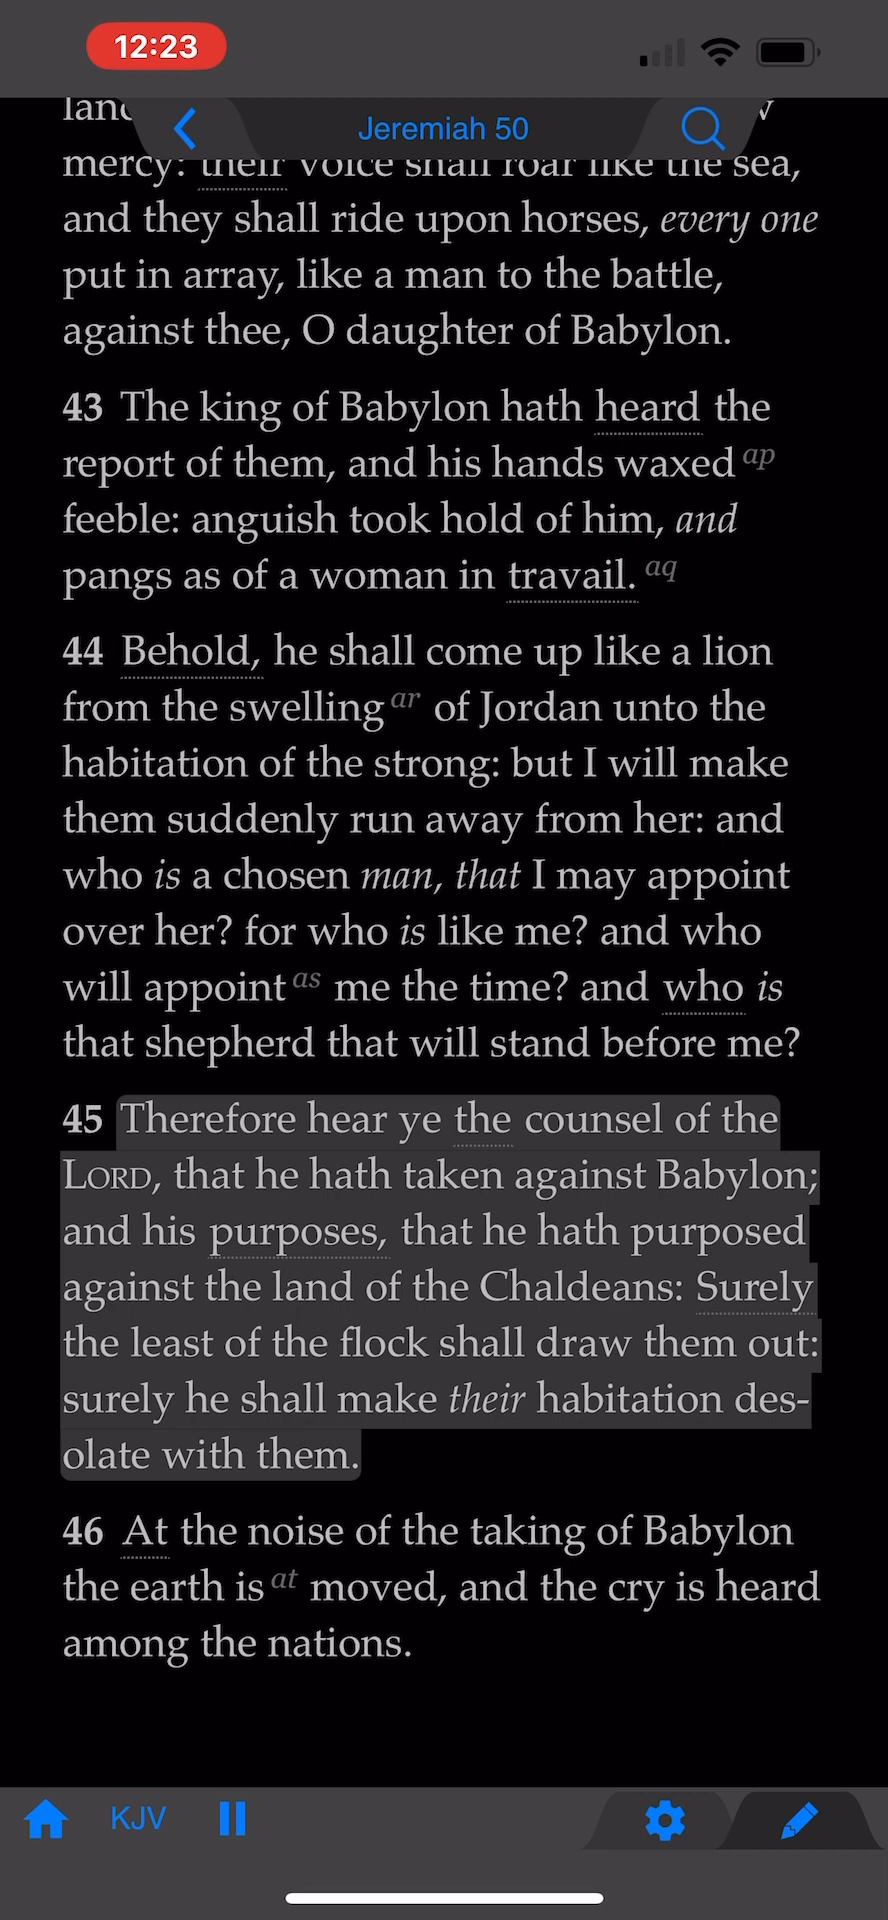 12:23
Jeremiah 50
mercy: their voice shall roar like the sea,
and they shall ride upon horses, every one
put in array, like a man to the battle,
against thee, O daughter of Babylon.
43 The king of Babylon hath heard the
report of them, and his hands waxed ap
feeble: anguish took hold of him, and
pangs as of a woman in travail. aq
44 Behold, he shall come up like a lion
from the swelling ar of Jordan unto the
habitation of the strong: but I will make
them suddenly run away from her: and
who is a chosen man, that I may appoint
over her? for who is like me? and who
will appoint as me the time? and who is
that shepherd that will stand before me?
45 Therefore hear ye the counsel of the
LORD, that he hath taken against Babylon;
and his purposes, that he hath purposed
against the land of the Chaldeans: Surely
the least of the flock shall draw them out:
surely he shall make their habitation des-
olate with them.
46 At the noise of the taking of Babylon
the earth is at moved, and the cry is heard
among the nations.
KJV